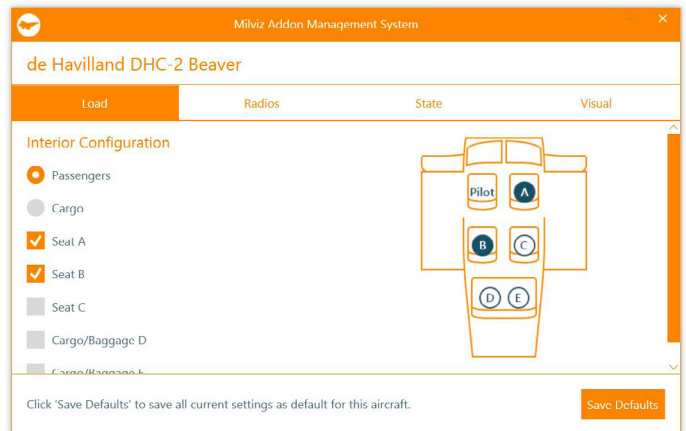 Milviz Addon Management System
de Havilland DHC-2 Beaver
Load Radios State Visual
Interior Configuration
Passengers
Cargo
Seat A
Seat B
Seat C
Cargo/Baggage D
Cargo/Baggage
Pilot A
B C
D E
Click 'Save Defaults' to save all current settings as default for this aircraft.
Save Defaults